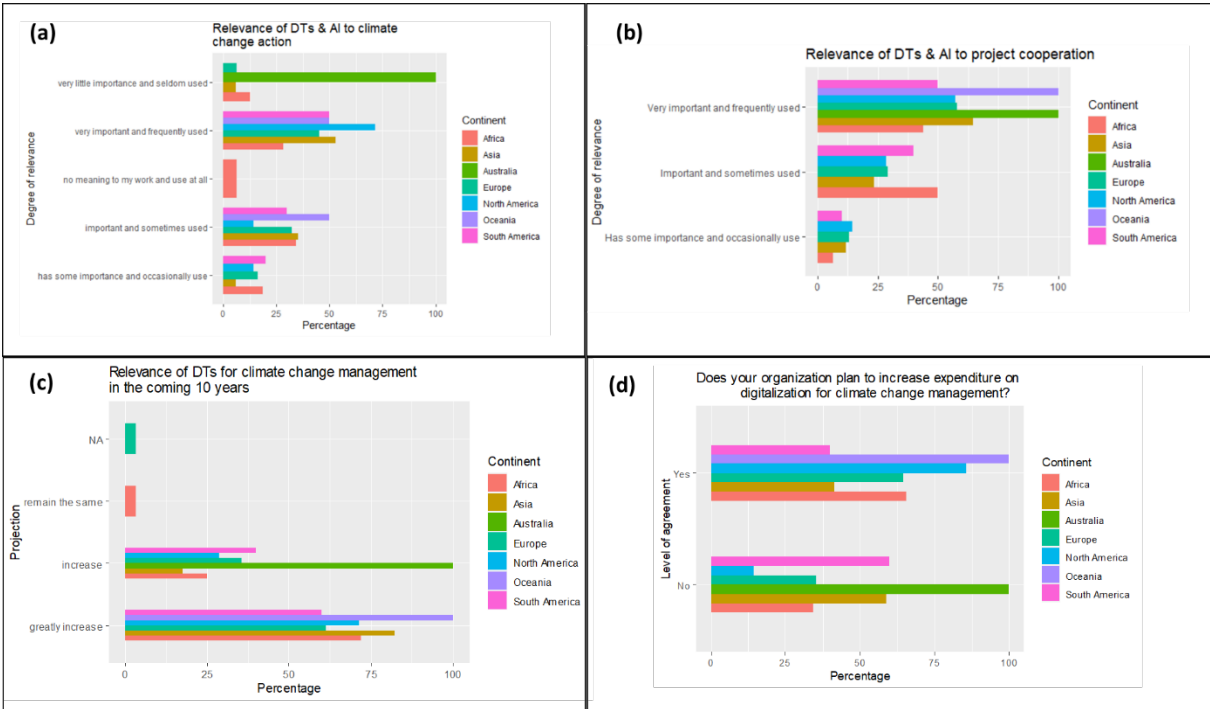 (a)
Relevance of DTs & AI to climate
change action
Degree of relevance
very little importance and seldom used
very important and frequently used
no meaning to my work and use at all
important and sometimes used
has some importance and occasionally use
0
25
50
75
100
Percentage
Continent
Africa
Asia
Australia
Europe
North America
Oceania
South America
(b)
Relevance of DTs & AI to project cooperation
Degree of relevance
Very important and frequently used
Important and sometimes used
Has some importance and occasionally use
0
25
50
75
100
Percentage
Continent
Africa
Asia
Australia
Europe
North America
Oceania
South America
(c)
Relevance of DTs for climate change management
in the coming 10 years
Projection
NA
remain the same
increase
greatly increase
0
25
50
75
100
Percentage
Continent
Africa
Asia
Australia
Europe
North America
Oceania
South America
(d)
Does your organization plan to increase expenditure on
digitalization for climate change management?
Level of agreement
Yes
No
0
25
50
75
100
Percentage
Continent
Africa
Asia
Australia
Europe
North America
Oceania
South America